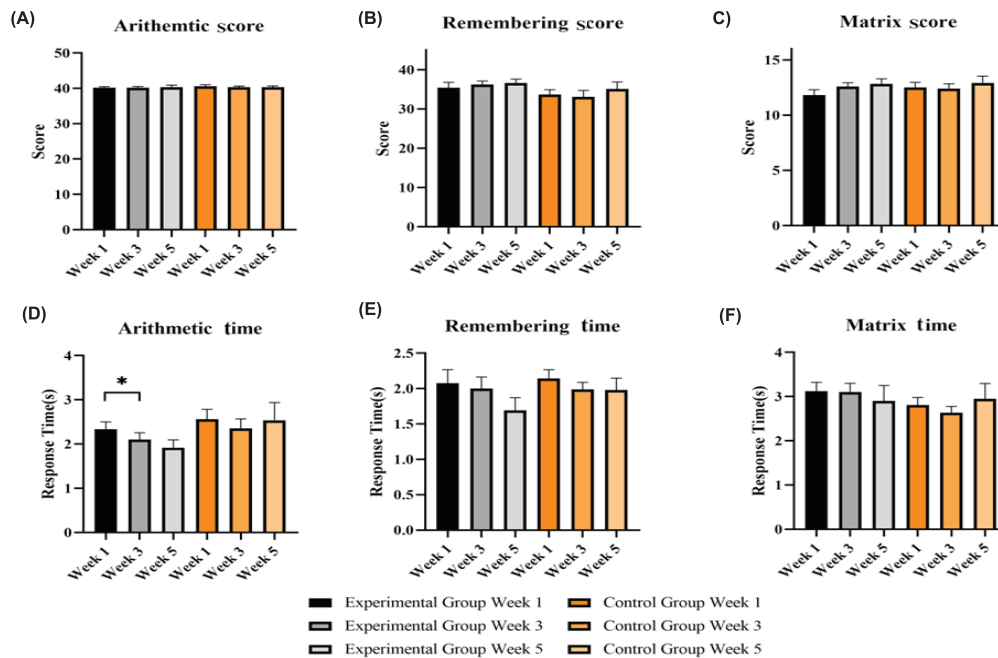 (A)
Arithemtic score
Score
50
40
30
20
10
0
Week 1
Week 3
Week 5
Week 1
Week 3
Week 5
(B)
Remembering score
Score
40
30
20
10
0
Week 1
Week 3
Week 5
Week 1
Week 3
Week 5
(C)
Matrix score
Score
15
10
5
0
Week 1
Week 3
Week 5
Week 1
Week 3
Week 5
(D)
Arithmetic time
Response Time(s)
4
3
2
1
0
*
Week 1
Week 3
Week 5
Week 1
Week 3
Week 5
(E)
Remembering time
Response Time(s)
2.5
2.0
1.5
1.0
0.5
0.0
Week 1
Week 3
Week 5
Week 1
Week 3
Week 5
(F)
Matrix time
Response Time(s)
4
3
2
1
0
Week 1
Week 3
Week 5
Week 1
Week 3
Week 5
Experimental Group Week 1
Control Group Week 1
Experimental Group Week 3
Control Group Week 3
Experimental Group Week 5
Control Group Week 5